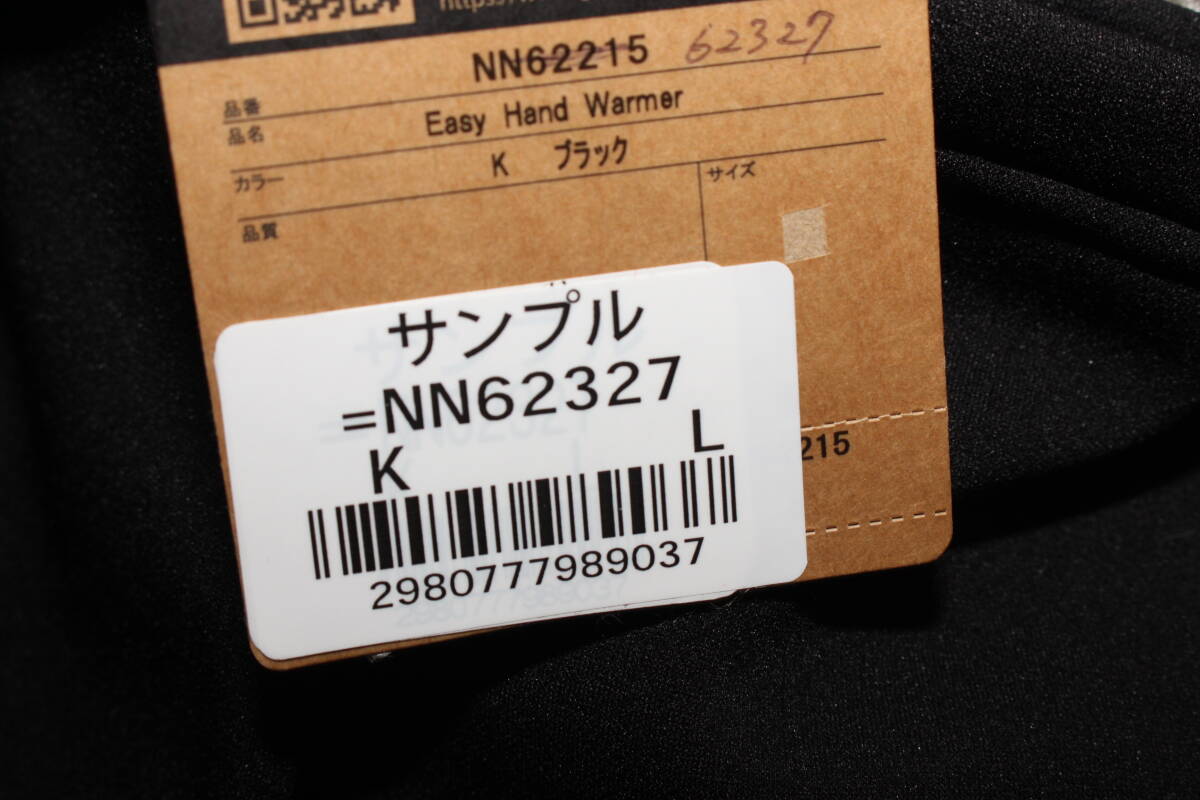 https://w
NN62215 62327
品番
品名 Easy Hand Warmer
カラー K ブラック
品質 サイズ
サンプル
=NN62327
K L
215
2980777989037